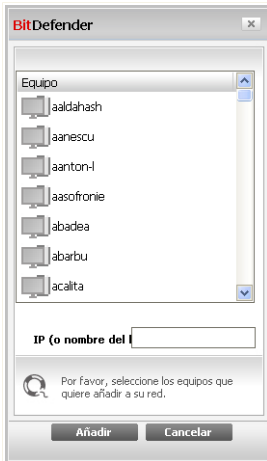 BitDefender
Equipo
aaldahash
aanescu
aanton-l
aasofronie
abadea
abarbu
acalita
IP (o nombre del
Por favor, seleccione los equipos que
quiere añadir a su red.
Añadir Cancelar